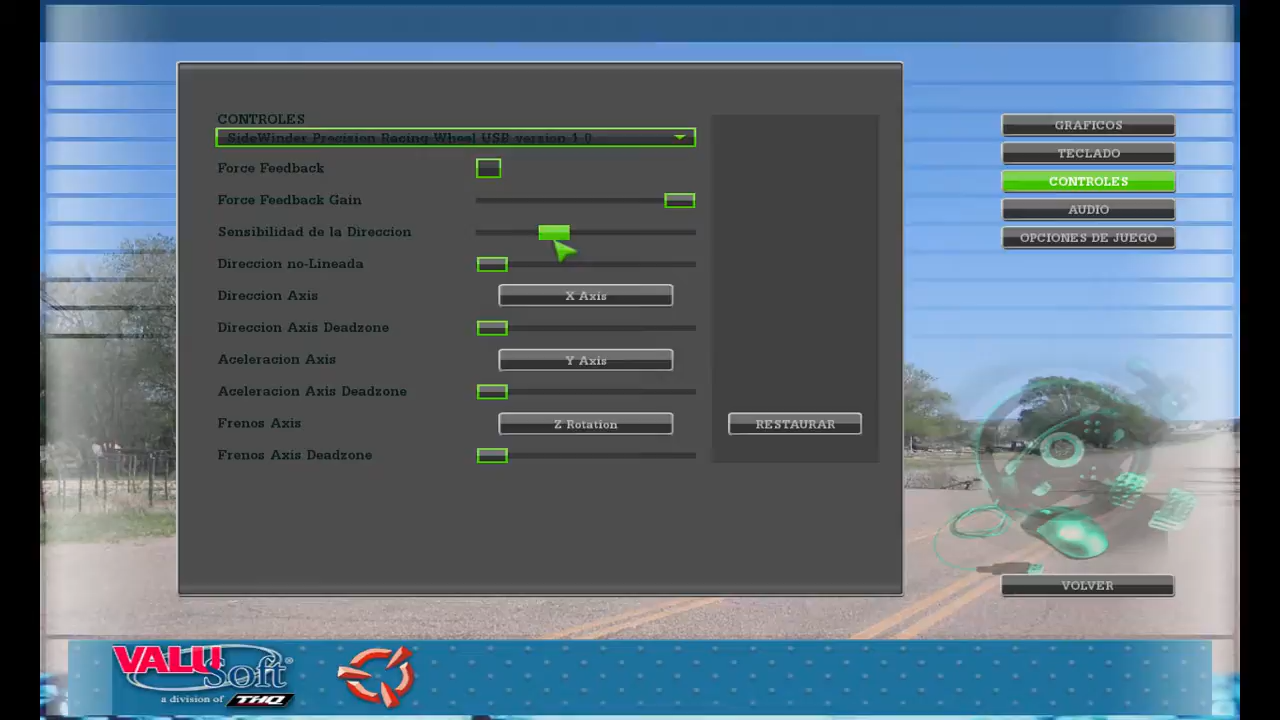 CONTROLES
SideWinder Precision Racing Wheel USB version 1.0
Force Feedback
Force Feedback Gain
Sensibilidad de la Direccion
Direccion no-Lineada
Direccion Axis
X Axis
Direccion Axis Deadzone
Aceleracion Axis
Y Axis
Aceleracion Axis Deadzone
Frenos Axis
Z Rotation
Frenos Axis Deadzone
RESTAURAR
GRAFICOS
TECLADO
CONTROLES
AUDIO
OPCIONES DE JUEGO
VOLVER
VALUSoft®
a division of THQ